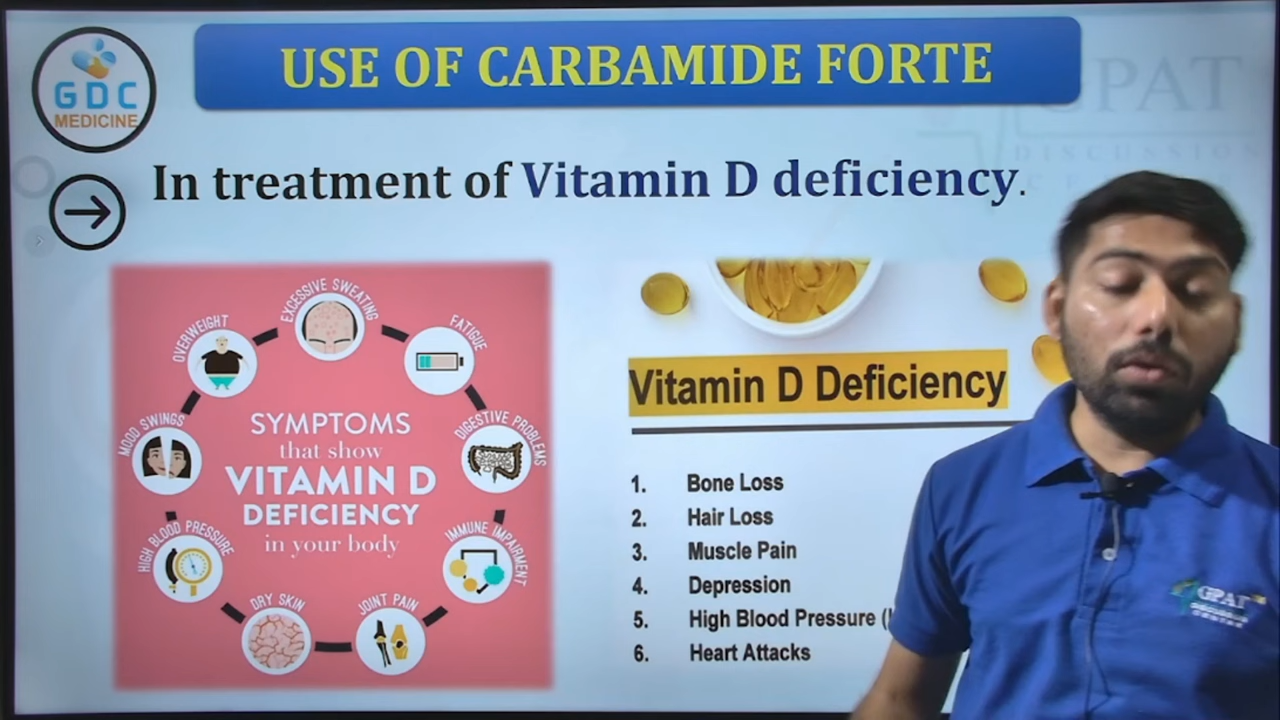 GDC
MEDICINE
USE OF CARBAMIDE FORTE
GPAT
DISCUSSION
In treatment of Vitamin D deficiency.
EXCESSIVE SWEATING
FATIGUE
DIGESTIVE PROBLEMS
IMMUNE IMPAIRMENT
JOINT PAIN
DRY SKIN
HIGH BLOOD PRESSURE
MOOD SWINGS
OVERWEIGHT
SYMPTOMS
that show
VITAMIN D
DEFICIENCY
in your body
Vitamin D Deficiency
1. Bone Loss
2. Hair Loss
3. Muscle Pain
4. Depression
5. High Blood Pressure (
6. Heart Attacks
GPAT